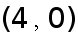 (4 , 0)